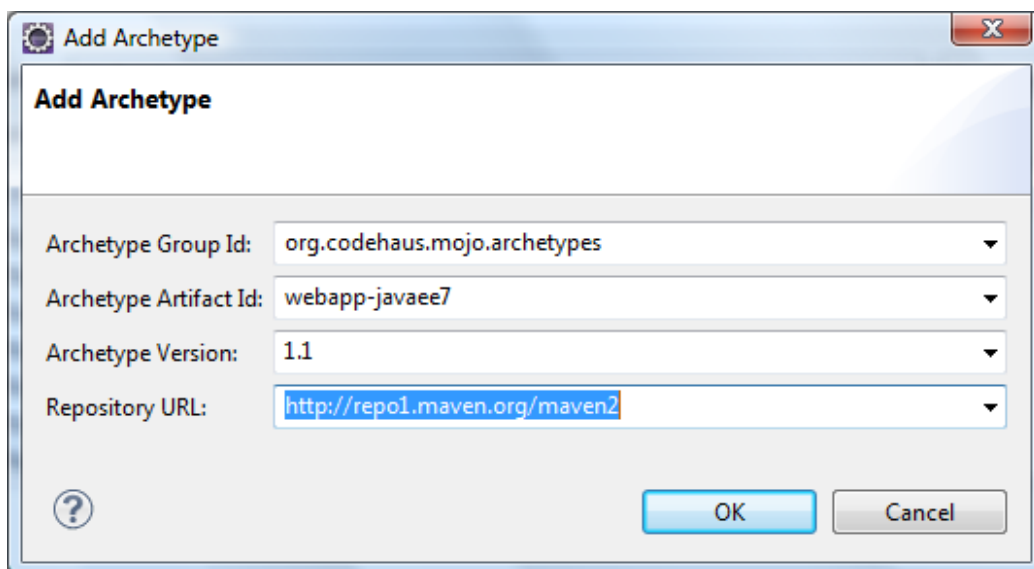 Add Archetype
Add Archetype
Archetype Group Id: org.codehaus.mojo.archetypes
Archetype Artifact Id: webapp-javaee7
Archetype Version: 1.1
Repository URL: http://repo1.maven.org/maven2
? OK Cancel